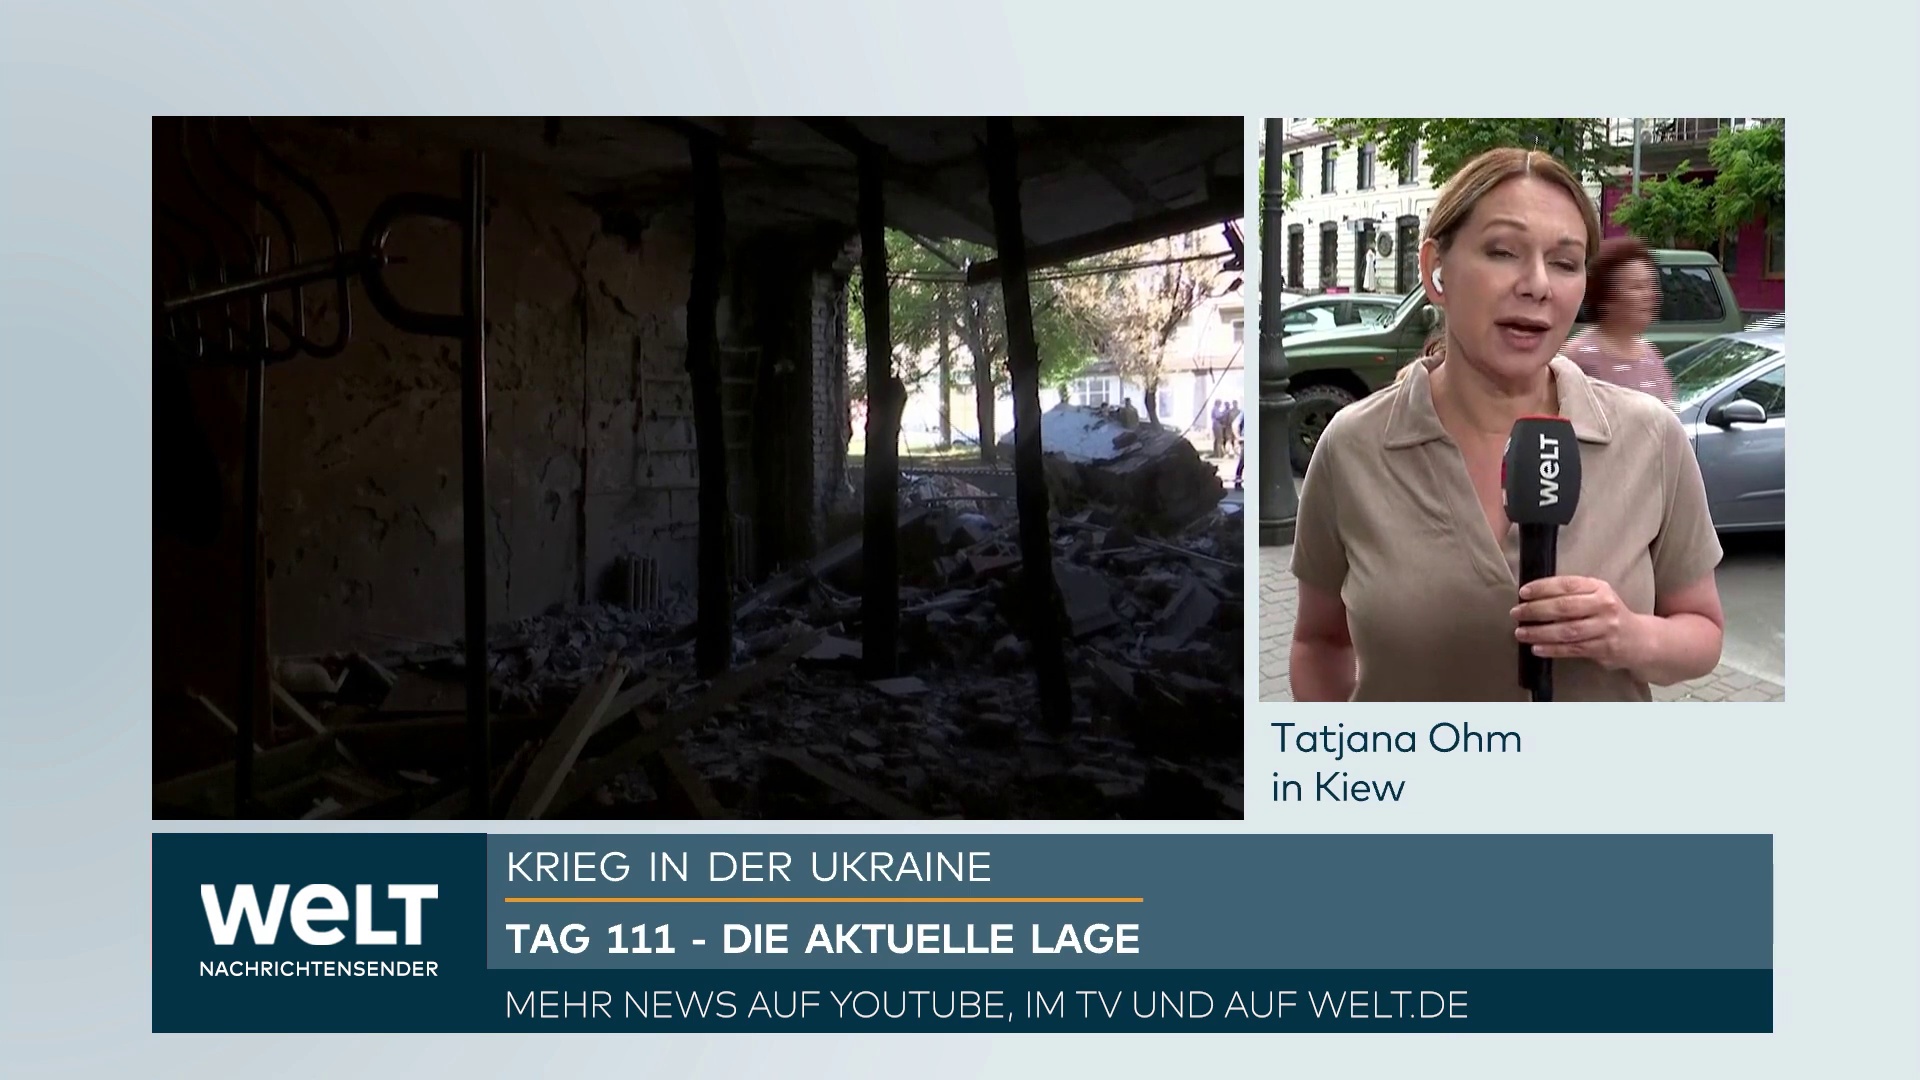 WELT
Tatjana Ohm
in Kiew
KRIEG IN DER UKRAINE
TAG 111 - DIE AKTUELLE LAGE
WELT
NACHRICHTENSENDER
MEHR NEWS AUF YOUTUBE, IM TV UND AUF WELT.DE